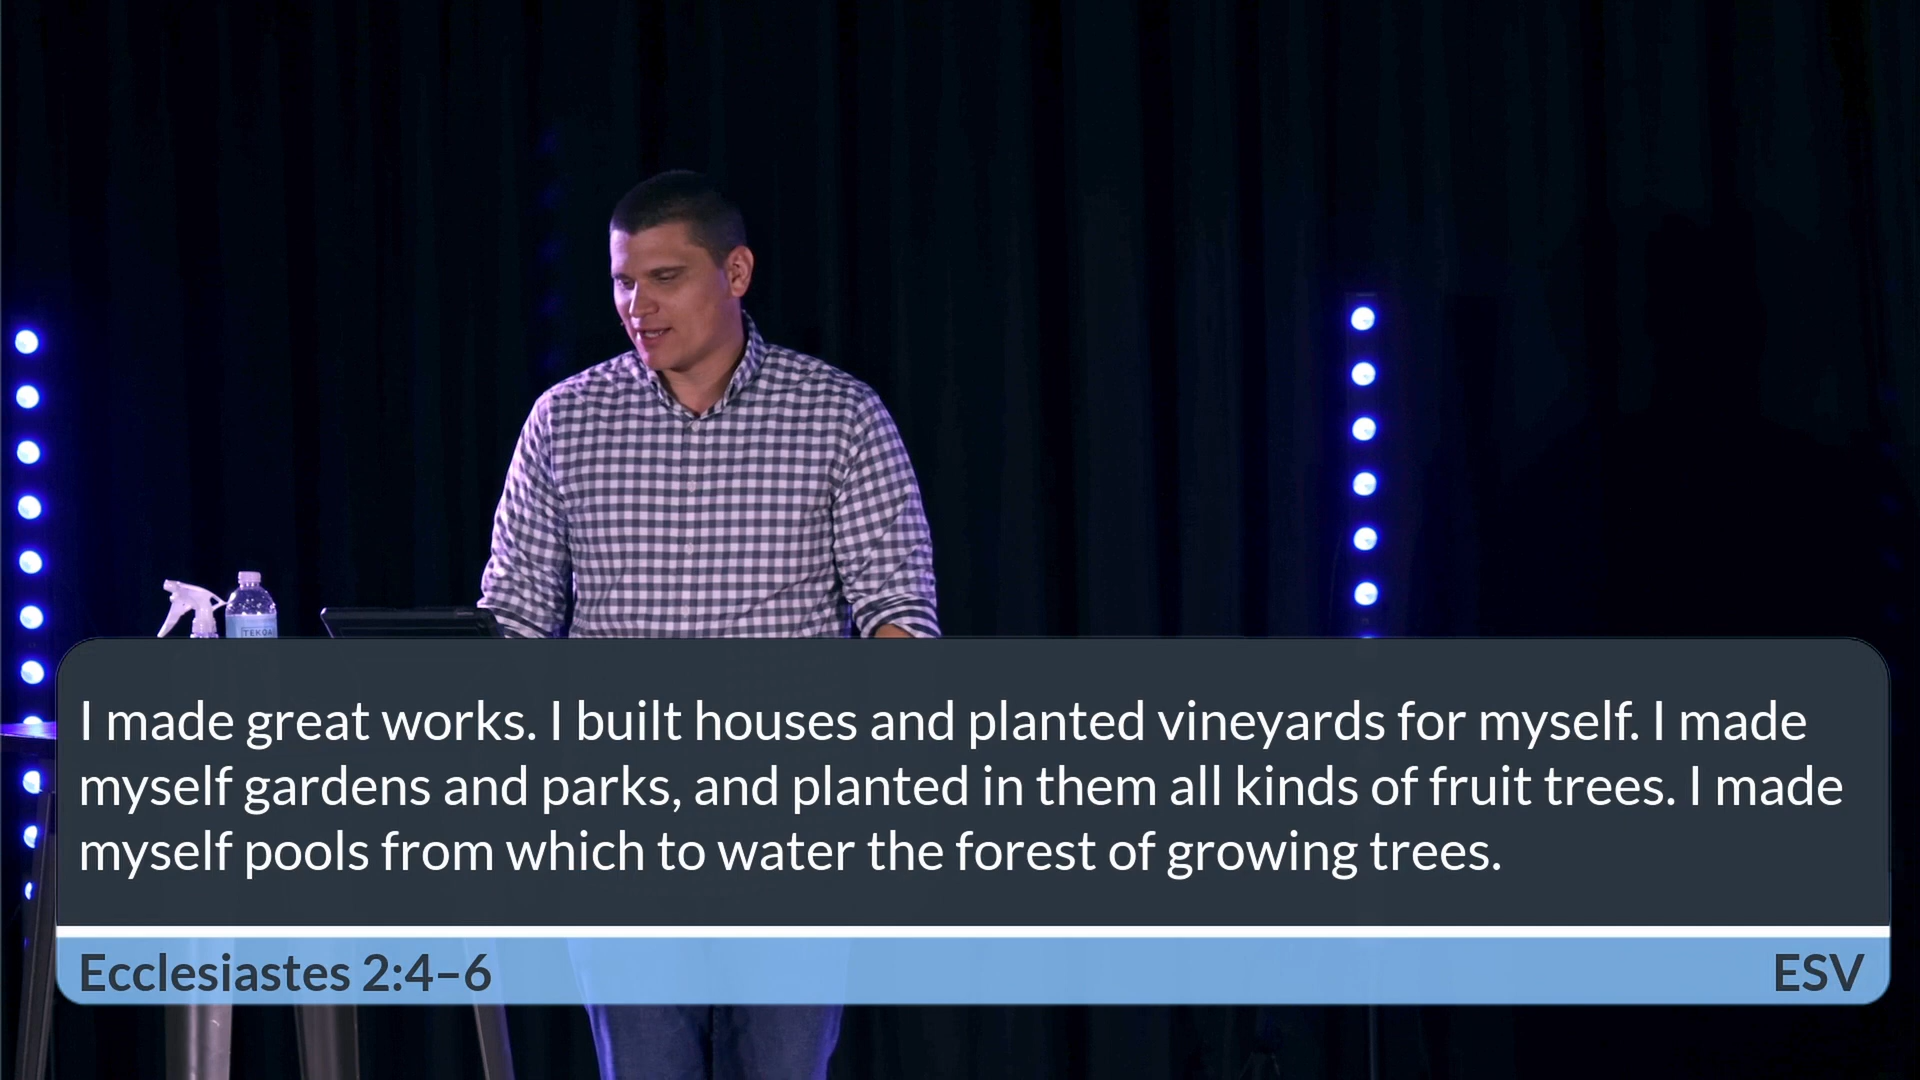 TEKOA
I made great works. I built houses and planted vineyards for myself. I made
myself gardens and parks, and planted in them all kinds of fruit trees. I made
myself pools from which to water the forest of growing trees.
Ecclesiastes 2:4–6
ESV